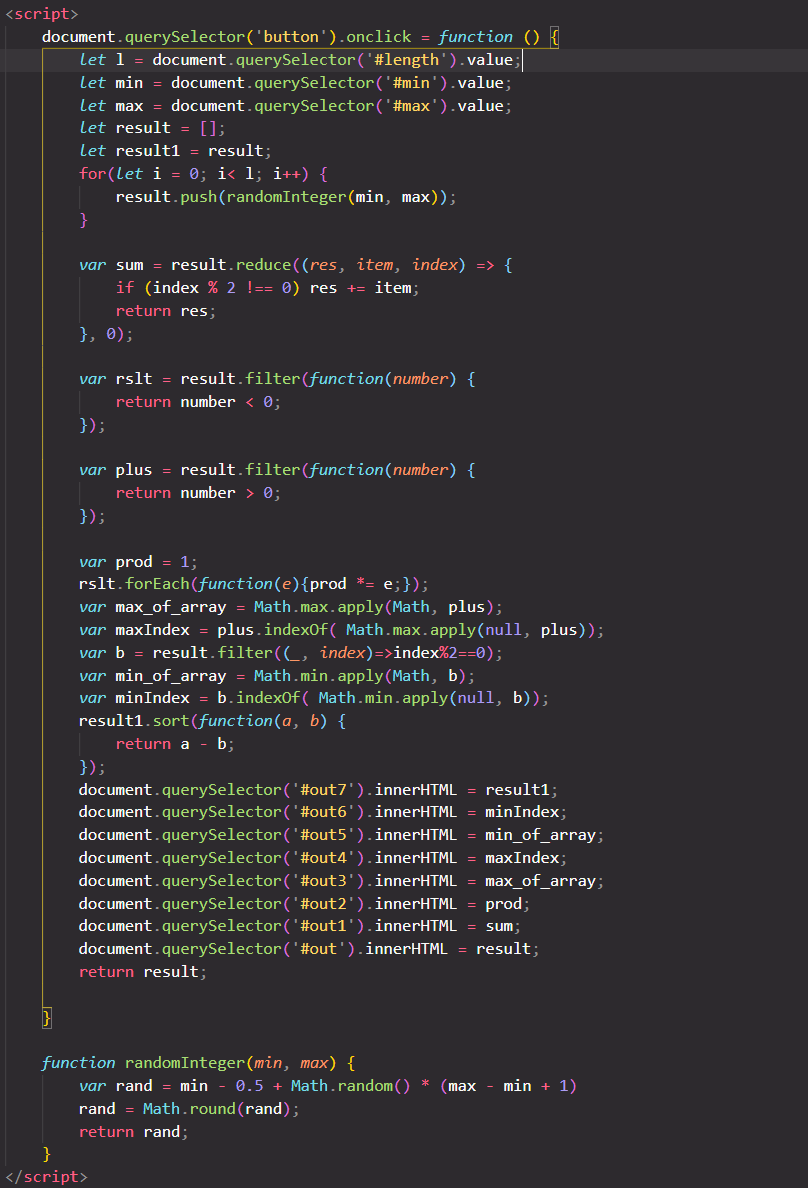 <script>
    document.querySelector('button').onclick = function () {
        let l = document.querySelector('#length').value;
        let min = document.querySelector('#min').value;
        let max = document.querySelector('#max').value;
        let result = [];
        let result1 = result;
        for(let i = 0; i< l; i++) {
            result.push(randomInteger(min, max));
        }

        var sum = result.reduce((res, item, index) => {
            if (index % 2 !== 0) res += item;
            return res;
        }, 0);

        var rslt = result.filter(function(number) {
            return number < 0;
        });

        var plus = result.filter(function(number) {
            return number > 0;
        });

        var prod = 1;
        rslt.forEach(function(e){prod *= e;});
        var max_of_array = Math.max.apply(Math, plus);
        var maxIndex = plus.indexOf( Math.max.apply(null, plus));
        var b = result.filter((_, index)=>index%2==0);
        var min_of_array = Math.min.apply(Math, b);
        var minIndex = b.indexOf( Math.min.apply(null, b));
        result1.sort(function(a, b) {
            return a - b;
        });
        document.querySelector('#out7').innerHTML = result1;
        document.querySelector('#out6').innerHTML = minIndex;
        document.querySelector('#out5').innerHTML = min_of_array;
        document.querySelector('#out4').innerHTML = maxIndex;
        document.querySelector('#out3').innerHTML = max_of_array;
        document.querySelector('#out2').innerHTML = prod;
        document.querySelector('#out1').innerHTML = sum;
        document.querySelector('#out').innerHTML = result;
        return result;

    }

    function randomInteger(min, max) {
        var rand = min - 0.5 + Math.random() * (max - min + 1)
        rand = Math.round(rand);
        return rand;
    }
</script>